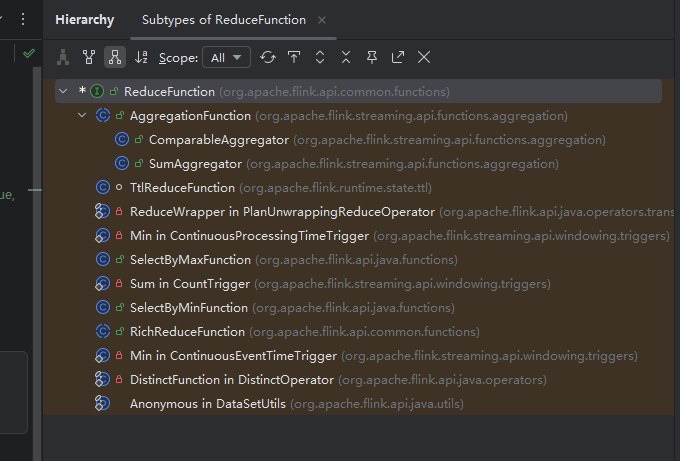 Hierarchy Subtypes of ReduceFunction
Scope: All
* ReduceFunction (org.apache.flink.api.common.functions)
AggregationFunction (org.apache.flink.streaming.api.functions.aggregation)
ComparableAggregator (org.apache.flink.streaming.api.functions.aggregation)
SumAggregator (org.apache.flink.streaming.api.functions.aggregation)
TtlReduceFunction (org.apache.flink.runtime.state.ttl)
ue,
ReduceWrapper in PlanUnwrappingReduceOperator (org.apache.flink.api.java.operators.trans
Min in ContinuousProcessingTimeTrigger (org.apache.flink.streaming.api.windowing.triggers)
SelectByMaxFunction (org.apache.flink.api.java.functions)
Sum in CountTrigger (org.apache.flink.streaming.api.windowing.triggers)
SelectByMinFunction (org.apache.flink.api.java.functions)
RichReduceFunction (org.apache.flink.api.common.functions)
Min in ContinuousEventTimeTrigger (org.apache.flink.streaming.api.windowing.triggers)
DistinctFunction in DistinctOperator (org.apache.flink.api.java.operators)
Anonymous in DataSetUtils (org.apache.flink.api.java.utils)